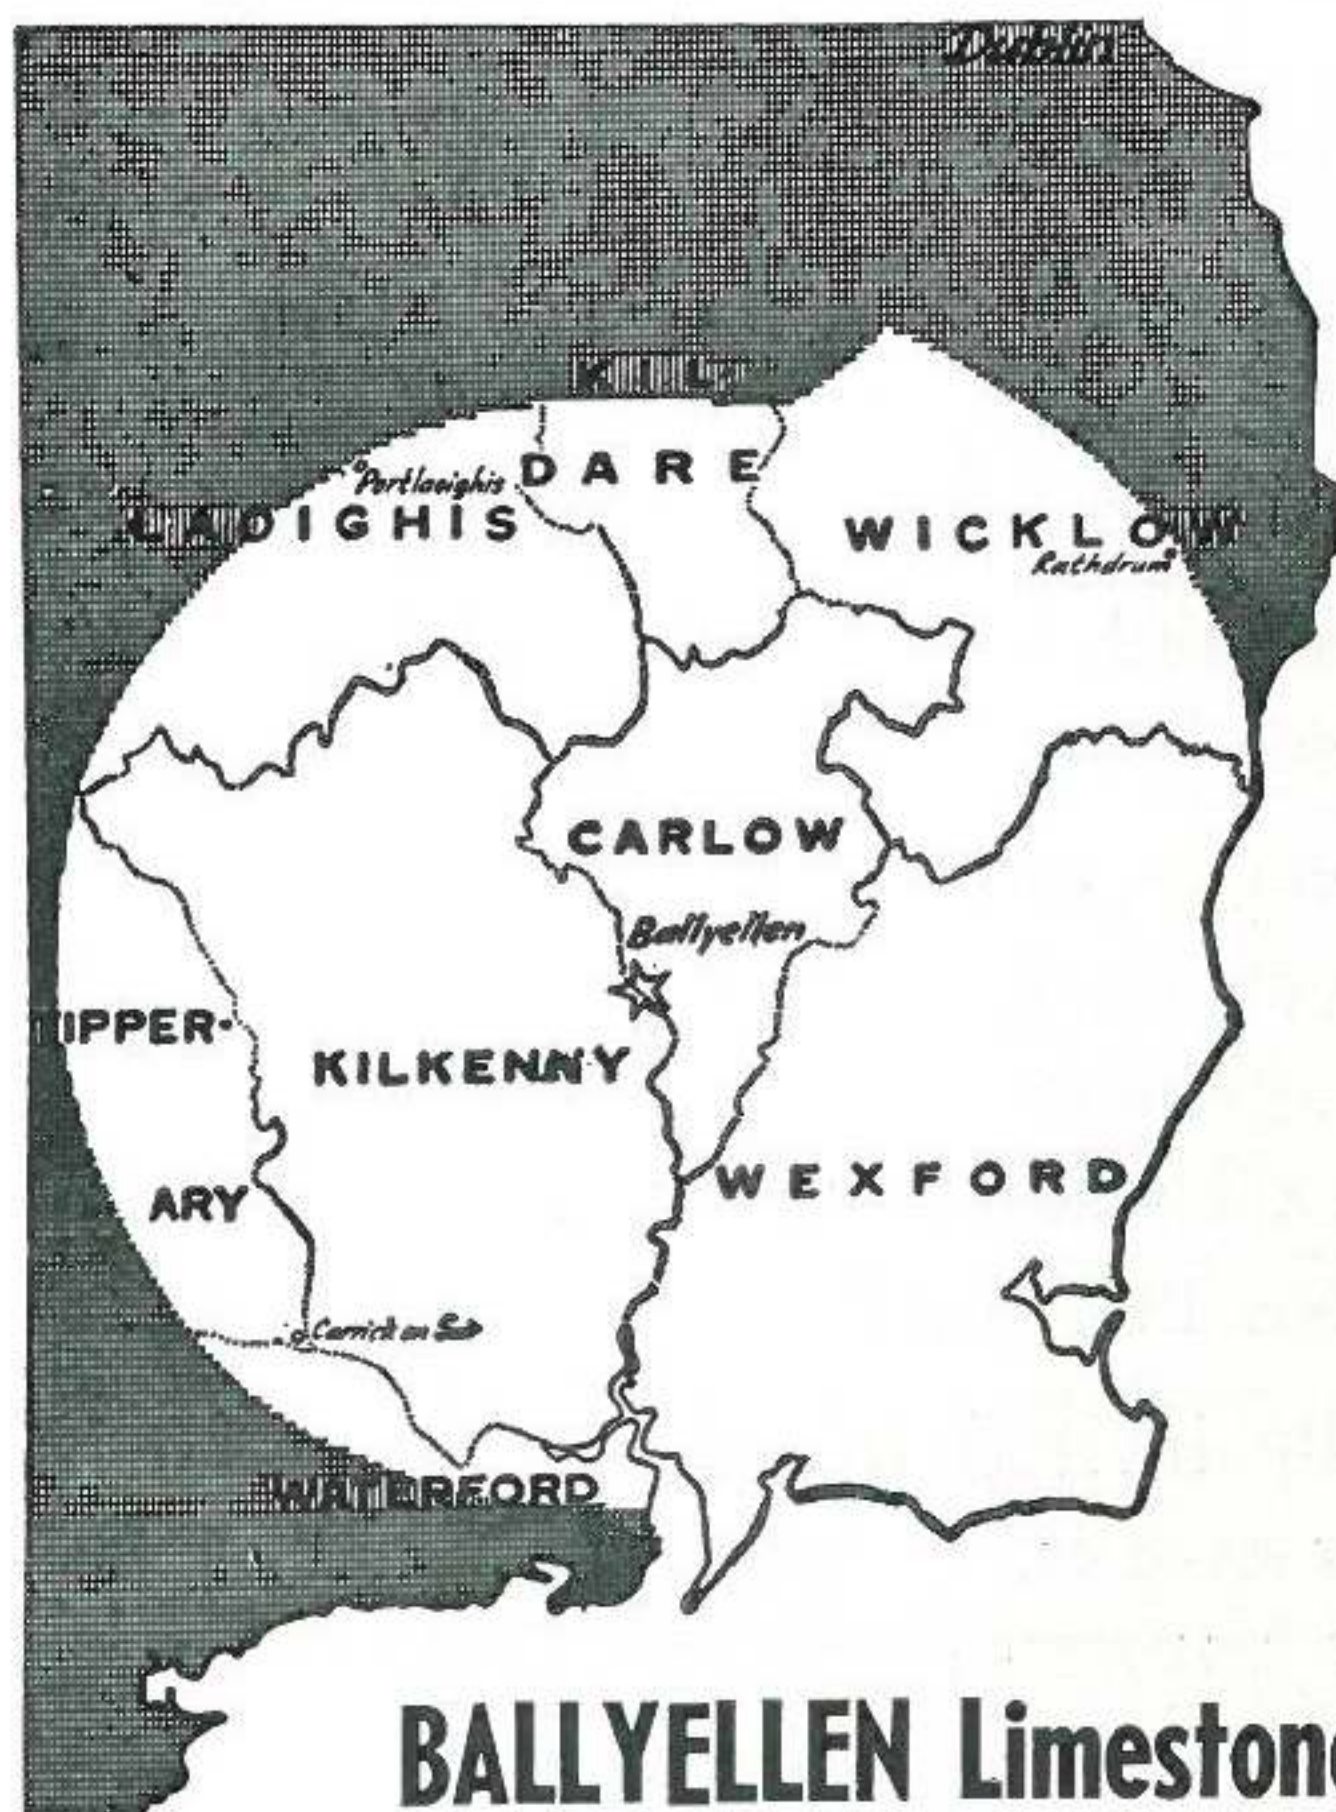 Dublin
KIL
DARE
Portlaoighis
LAOIGHIS
WICKLOW
Rathdrum
CARLOW
Ballyellen
TIPPER-
KILKENNY
WEXFORD
ARY
Carrick on Suir
WATERFORD
BALLYELLEN Limestone